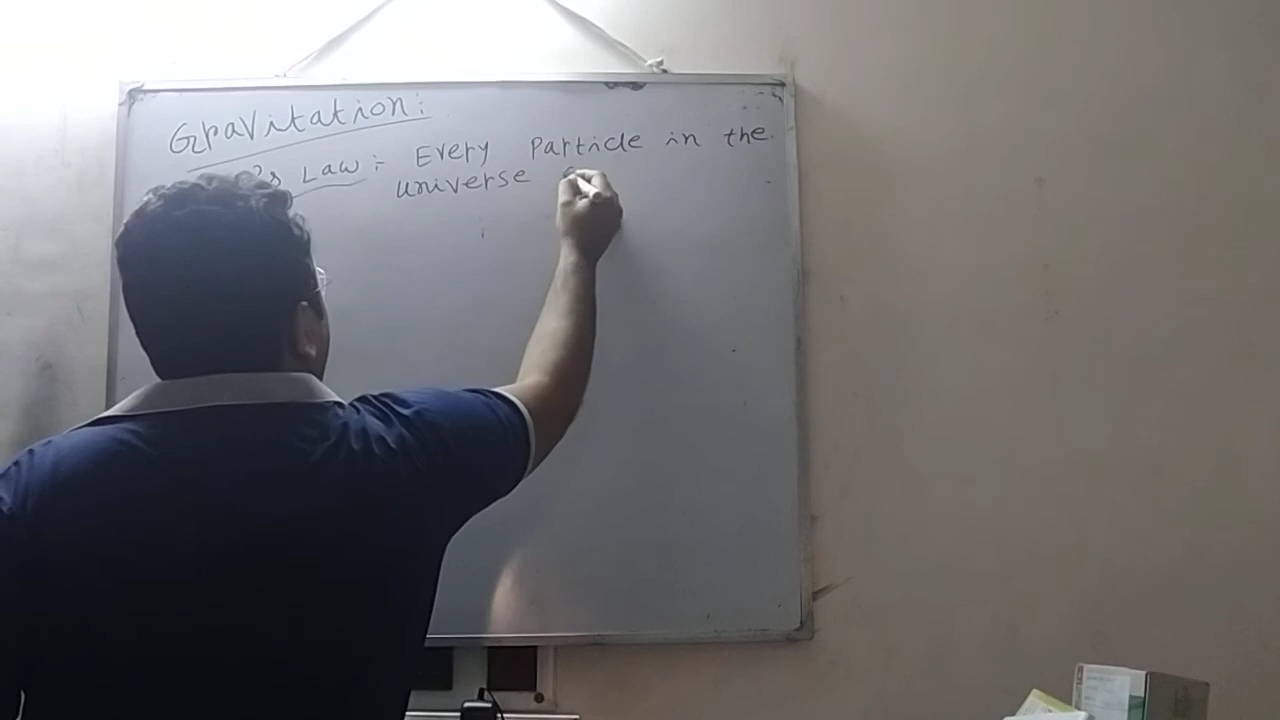 Gravitation:
's Law :- Every Particle in the
universe